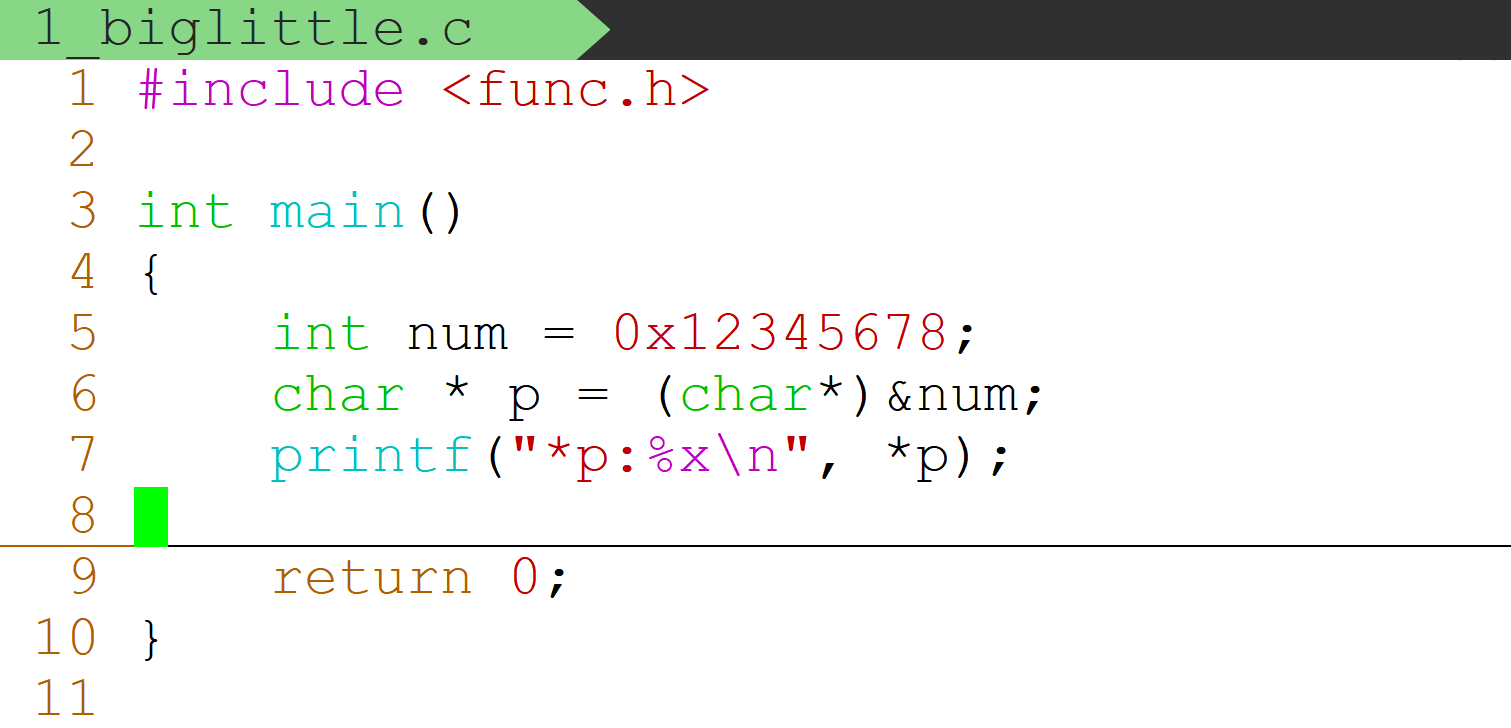 1_biglittle.c
1 #include <func.h>
2
3 int main()
4 {
5     int num = 0x12345678;
6     char * p = (char*)&num;
7     printf("*p:%x\n", *p);
8
9     return 0;
10 }
11